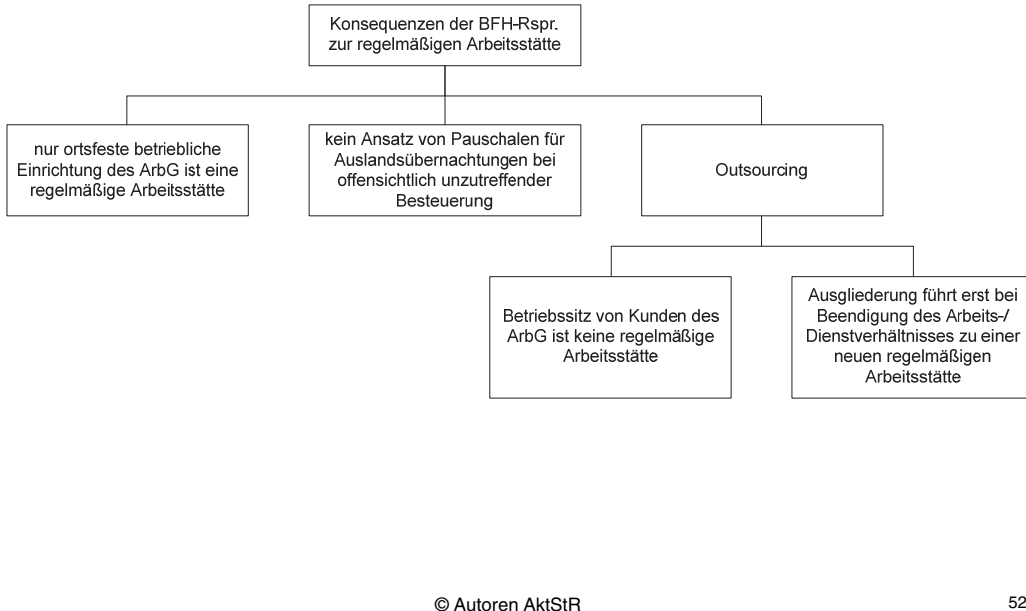 Konsequenzen der BFH-Rspr.
zur regelmäßigen Arbeitsstätte
nur ortsfeste betriebliche
Einrichtung des ArbG ist eine
regelmäßige Arbeitsstätte
kein Ansatz von Pauschalen für
Auslandsübernachtungen bei
offensichtlich unzutreffender
Besteuerung
Outsourcing
Betriebssitz von Kunden des
ArbG ist keine regelmäßige
Arbeitsstätte
Ausgliederung führt erst bei
Beendigung des Arbeits-/
Dienstverhältnisses zu einer
neuen regelmäßigen
Arbeitsstätte
© Autoren AktStR
52